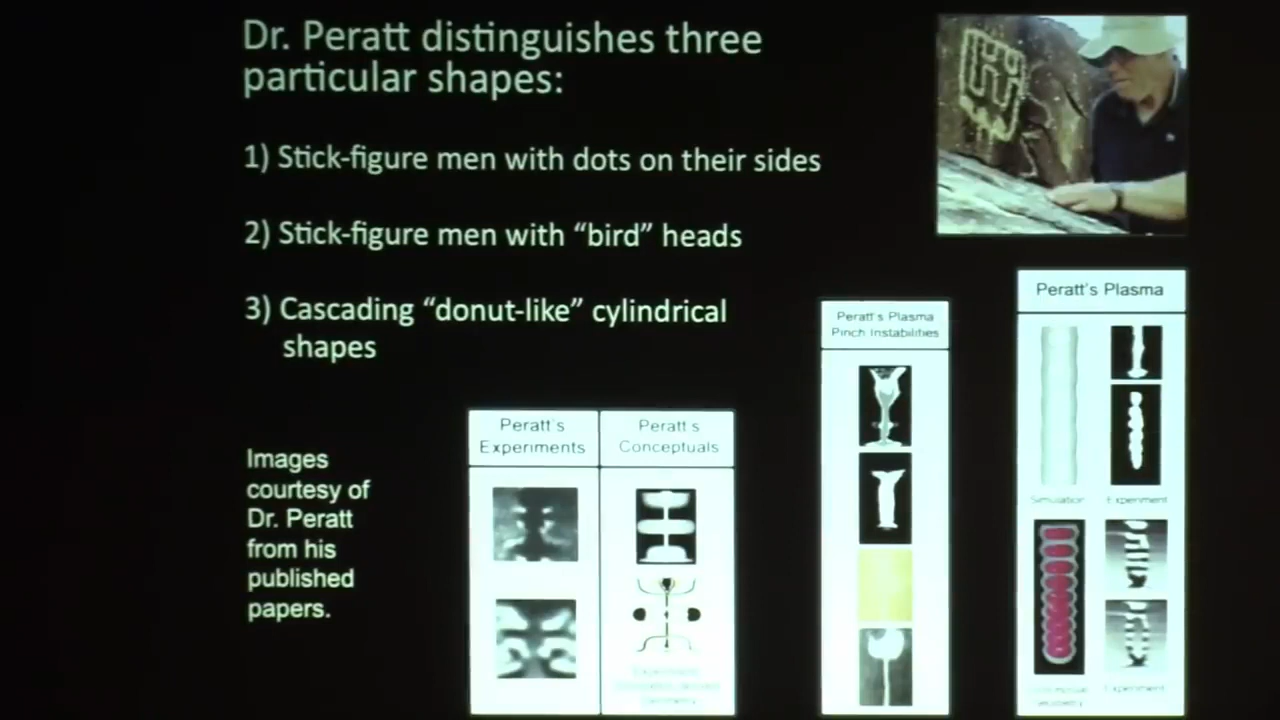 Dr. Peratt distinguishes three
particular shapes:
1) Stick-figure men with dots on their sides
2) Stick-figure men with “bird” heads
3) Cascading “donut-like” cylindrical
shapes
Images
courtesy of
Dr. Peratt
from his
published
papers.
Peratt's
Experiments
Peratt's
Conceptuals
Peratt's Plasma
Pinch Instabilities
Peratt's Plasma
Simulation
Experiment
Experiment